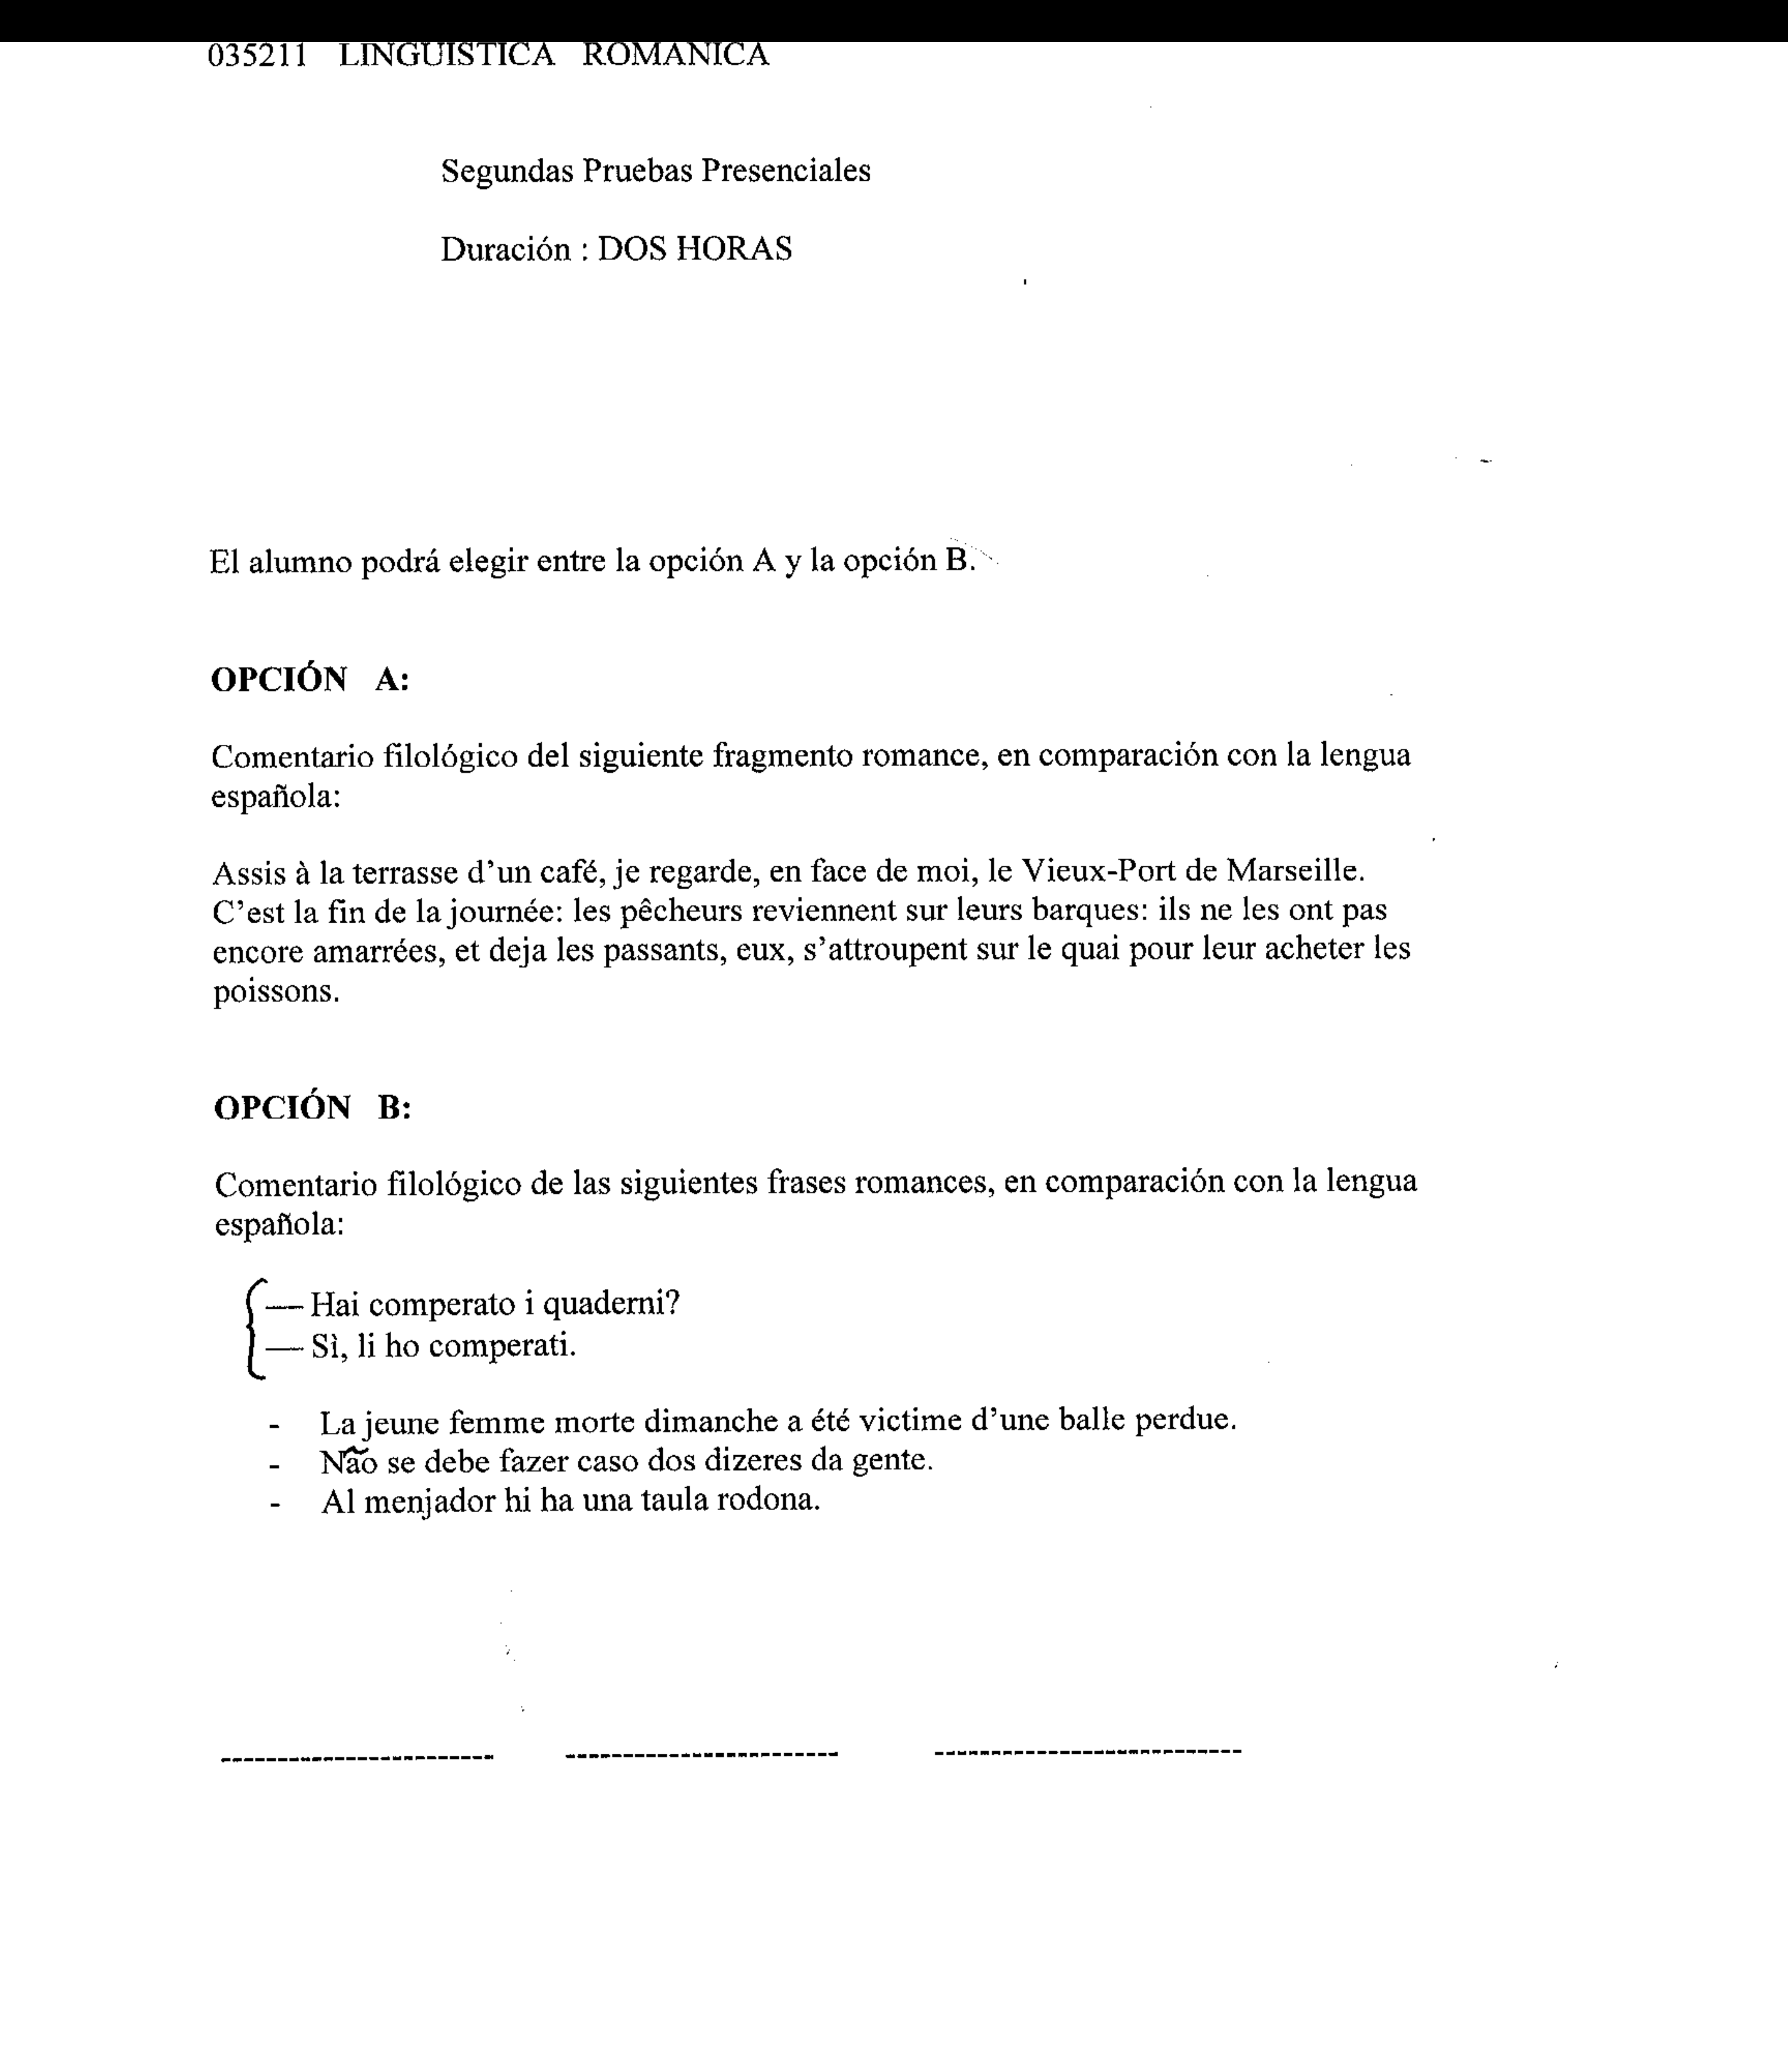 035211 LINGUISTICA ROMANICA
Segundas Pruebas Presenciales
Duración : DOS HORAS
El alumno podrá elegir entre la opción A y la opción B.
OPCIÓN A:
Comentario filológico del siguiente fragmento romance, en comparación con la lengua
española:
Assis à la terrasse d'un café, je regarde, en face de moi, le Vieux-Port de Marseille.
C'est la fin de la journée: les pêcheurs reviennent sur leurs barques: ils ne les ont pas
encore amarrées, et deja les passants, eux, s'attroupent sur le quai pour leur acheter les
poissons.
OPCIÓN B:
Comentario filológico de las siguientes frases romances, en comparación con la lengua
española:
— Hai comperato i quaderni?
— Sì, li ho comperati.
- La jeune femme morte dimanche a été victime d'une balle perdue.
- Não se debe fazer caso dos dizeres da gente.
- Al menjador hi ha una taula rodona.